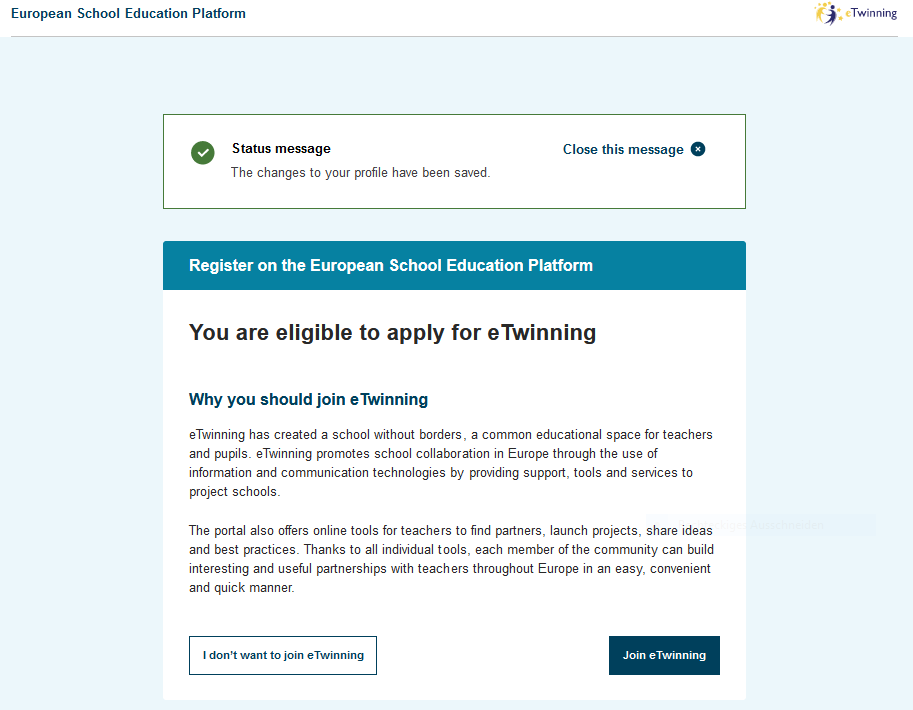 European School Education Platform
eTwinning
Status message
Close this message
The changes to your profile have been saved.
Register on the European School Education Platform
You are eligible to apply for eTwinning
Why you should join eTwinning
eTwinning has created a school without borders, a common educational space for teachers
and pupils. eTwinning promotes school collaboration in Europe through the use of
information and communication technologies by providing support, tools and services to
project schools.
The portal also offers online tools for teachers to find partners, launch projects, share ideas
and best practices. Thanks to all individual tools, each member of the community can build
interesting and useful partnerships with teachers throughout Europe in an easy, convenient
and quick manner.
I don't want to join eTwinning
Join eTwinning